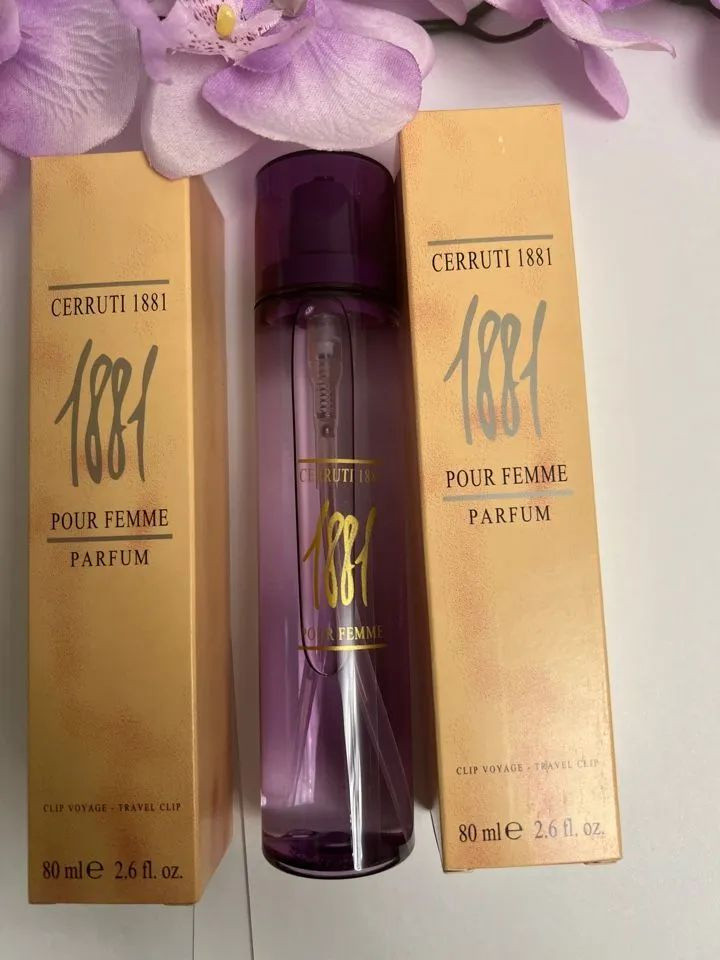 CERRUTI 1881
1881
POUR FEMME
PARFUM
CLIP VOYAGE - TRAVEL CLIP
80 ml e 2.6 fl. oz.
CERRUTI 1881
1881
POUR FEMME
CERRUTI 1881
1881
POUR FEMME
PARFUM
CLIP VOYAGE - TRAVEL CLIP
80 ml e 2.6 fl. oz.